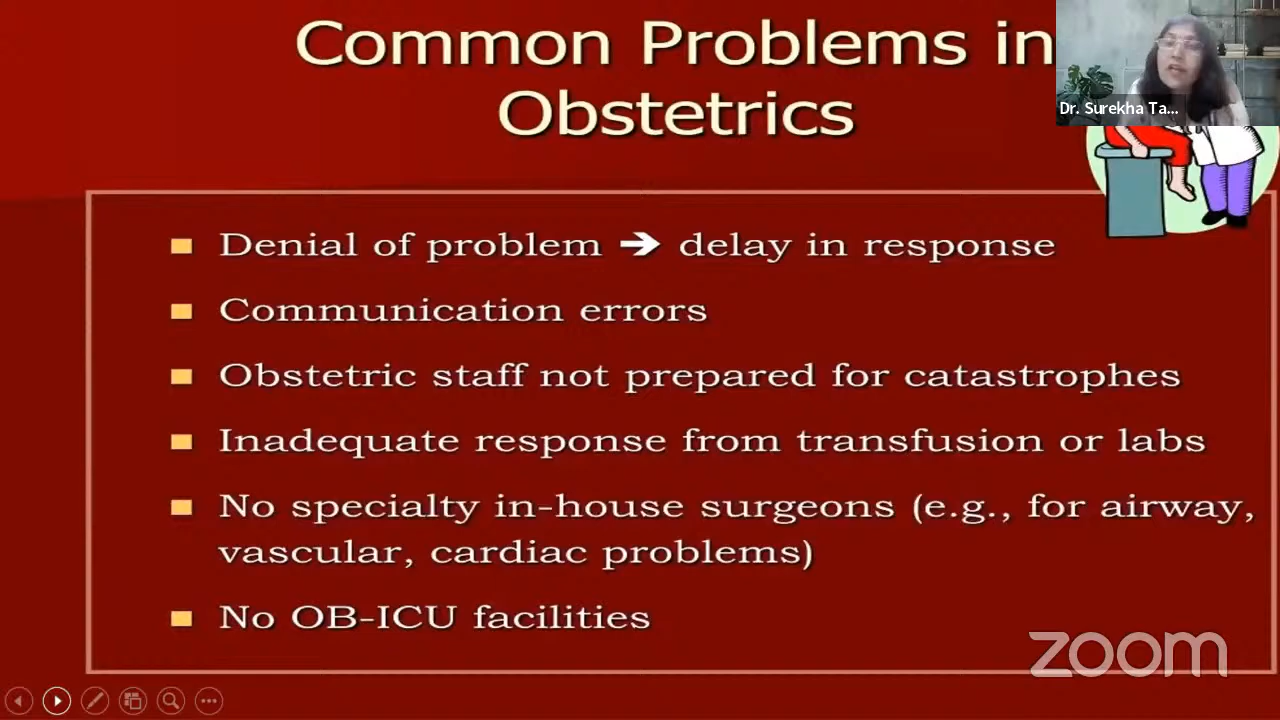 Common Problems in
Obstetrics
Dr. Surekha Ta...
Denial of problem ➔ delay in response
Communication errors
Obstetric staff not prepared for catastrophes
Inadequate response from transfusion or labs
No specialty in-house surgeons (e.g., for airway,
vascular, cardiac problems)
No OB-ICU facilities
zoom